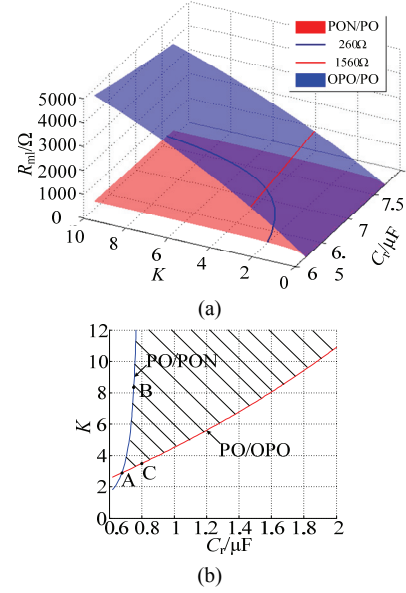 (a)
PON/PO
260Ω
1560Ω
OPO/PO
5000
4000
3000
2000
1000
0
R_ml/Ω
10 8 6 4 2 0
K
6 6.5 7 7.5
C_r/μF
(a)
12
10
8
6
4
2
0
K
PO/PON
B
A
C
PO/OPO
0.6 0.8 1 1.2 1.4 1.6 1.8 2
C_r/μF
(b)